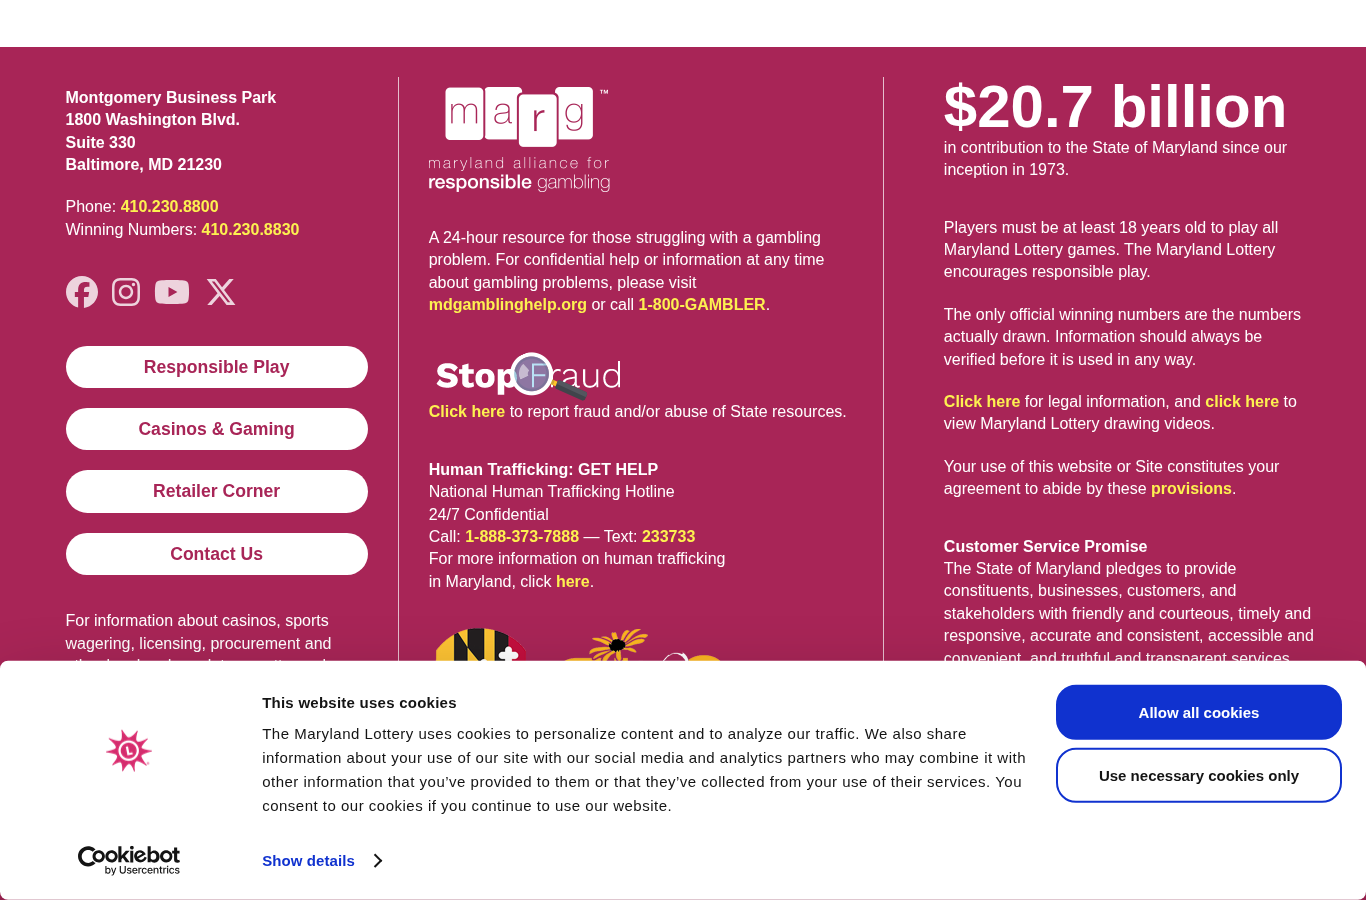 Montgomery Business Park
1800 Washington Blvd.
Suite 330
Baltimore, MD 21230
Phone: 410.230.8800
Winning Numbers: 410.230.8830
Responsible Play
Casinos & Gaming
Retailer Corner
Contact Us
For information about casinos, sports
wagering, licensing, procurement and
marg™
maryland alliance for
responsible gambling
A 24-hour resource for those struggling with a gambling
problem. For confidential help or information at any time
about gambling problems, please visit
mdgamblinghelp.org or call 1-800-GAMBLER.
Stop Fraud
Click here to report fraud and/or abuse of State resources.
Human Trafficking: GET HELP
National Human Trafficking Hotline
24/7 Confidential
Call: 1-888-373-7888 — Text: 233733
For more information on human trafficking
in Maryland, click here.
$20.7 billion
in contribution to the State of Maryland since our
inception in 1973.
Players must be at least 18 years old to play all
Maryland Lottery games. The Maryland Lottery
encourages responsible play.
The only official winning numbers are the numbers
actually drawn. Information should always be
verified before it is used in any way.
Click here for legal information, and click here to
view Maryland Lottery drawing videos.
Your use of this website or Site constitutes your
agreement to abide by these provisions.
Customer Service Promise
The State of Maryland pledges to provide
constituents, businesses, customers, and
stakeholders with friendly and courteous, timely and
responsive, accurate and consistent, accessible and
convenient, and truthful and transparent services.
L
Cookiebot
by Usercentrics
This website uses cookies
The Maryland Lottery uses cookies to personalize content and to analyze our traffic. We also share
information about your use of our site with our social media and analytics partners who may combine it with
other information that you’ve provided to them or that they’ve collected from your use of their services. You
consent to our cookies if you continue to use our website.
Show details
Allow all cookies
Use necessary cookies only